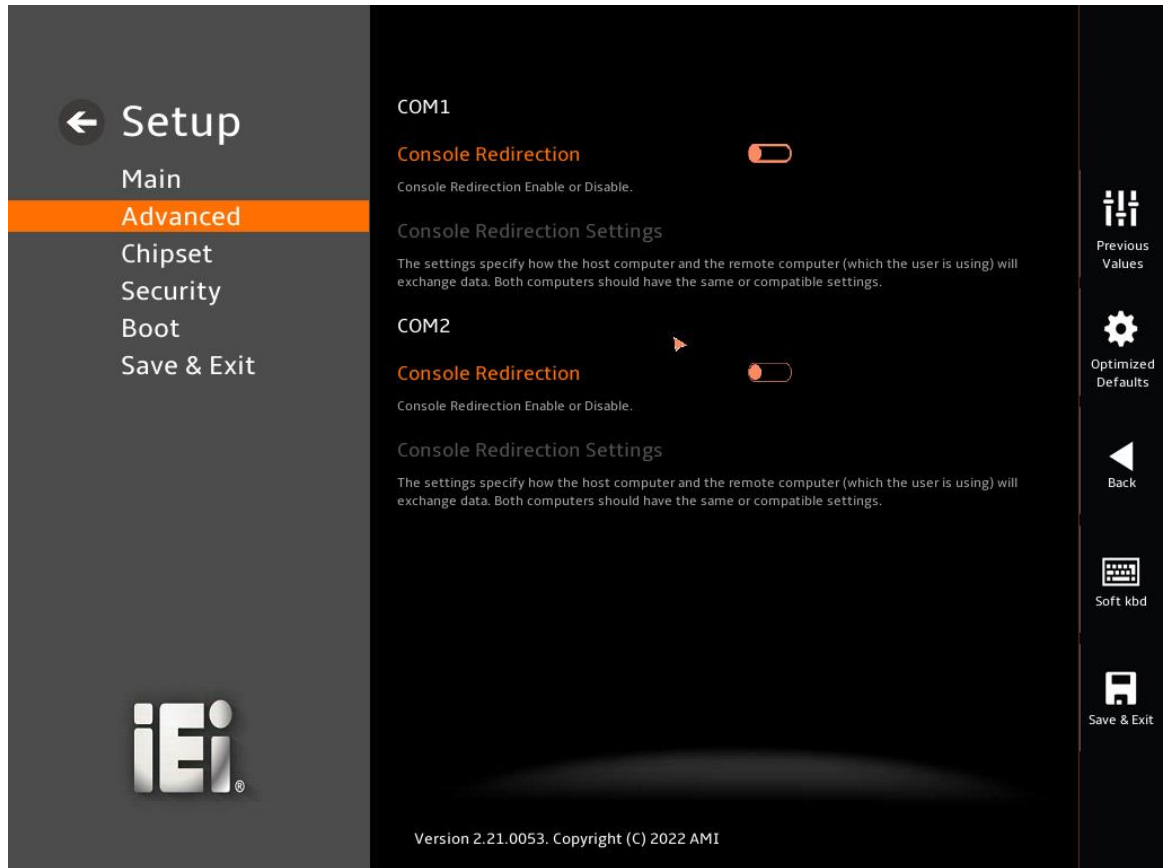 Setup
Main
Advanced
Chipset
Security
Boot
Save & Exit
iEi®
COM1
Console Redirection
Console Redirection Enable or Disable.
Console Redirection Settings
The settings specify how the host computer and the remote computer (which the user is using) will
exchange data. Both computers should have the same or compatible settings.
COM2
Console Redirection
Console Redirection Enable or Disable.
Console Redirection Settings
The settings specify how the host computer and the remote computer (which the user is using) will
exchange data. Both computers should have the same or compatible settings.
Version 2.21.0053. Copyright (C) 2022 AMI
Previous
Values
Optimized
Defaults
Back
Soft kbd
Save & Exit